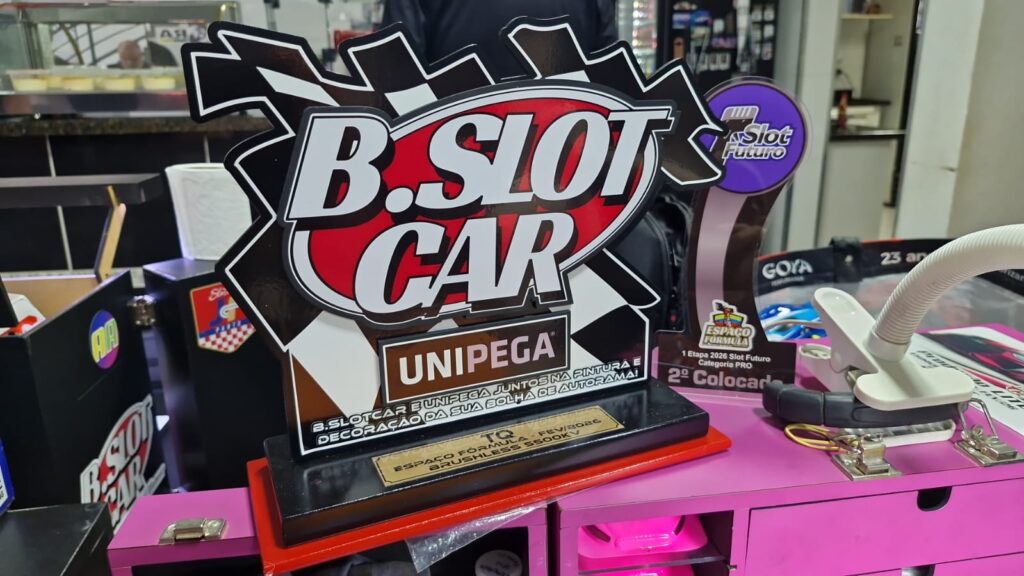 B.SLOT
CAR
UNIPEGA
B.SLOTCAR E UNIPEGA JUNTOS NA PINTURA E
DECORAÇÃO DA SUA BOLHA DE AUTORAMA!
TQ
ESPAÇO FÓRMULA - FEV/2026
BRUSHLESS 5500KV
Slot
Futuro
ESPAÇO
FÓRMULA
1 Etapa 2026 Slot Futuro
Categoria PRO
2º Colocad
GOYA
23 an
B.SLOT
CAR